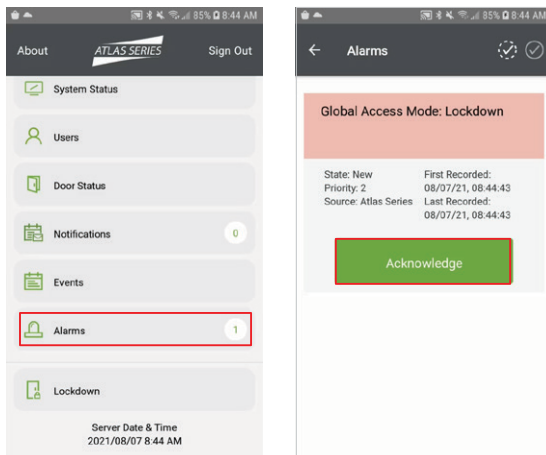 85% 8:44 AM
About
ATLAS SERIES
Sign Out
System Status
Users
Door Status
Notifications
0
Events
Alarms
1
Lockdown
Server Date & Time
2021/08/07 8:44 AM
85% 8:44 AM
Alarms
Global Access Mode: Lockdown
State: New
Priority: 2
Source: Atlas Series
First Recorded:
08/07/21, 08:44:43
Last Recorded:
08/07/21, 08:44:43
Acknowledge